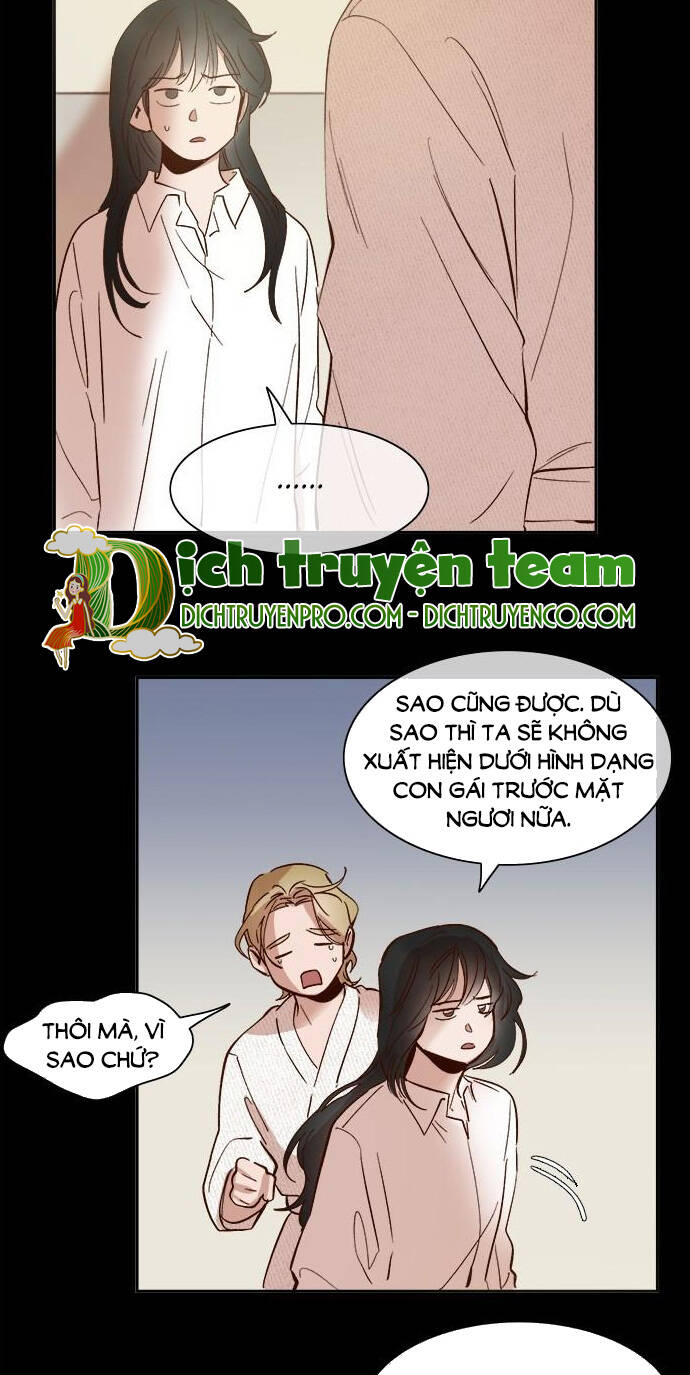 ......
Dịch truyện team
DICHTRUYENPRO.COM - DICHTRUYENCO.COM
SAO CŨNG ĐƯỢC. DÙ
SAO THÌ TA SẼ KHÔNG
XUẤT HIỆN DƯỚI HÌNH DẠNG
CON GÁI TRƯỚC MẶT
NGƯƠI NỮA.
THÔI MÀ, VÌ
SAO CHỨ?